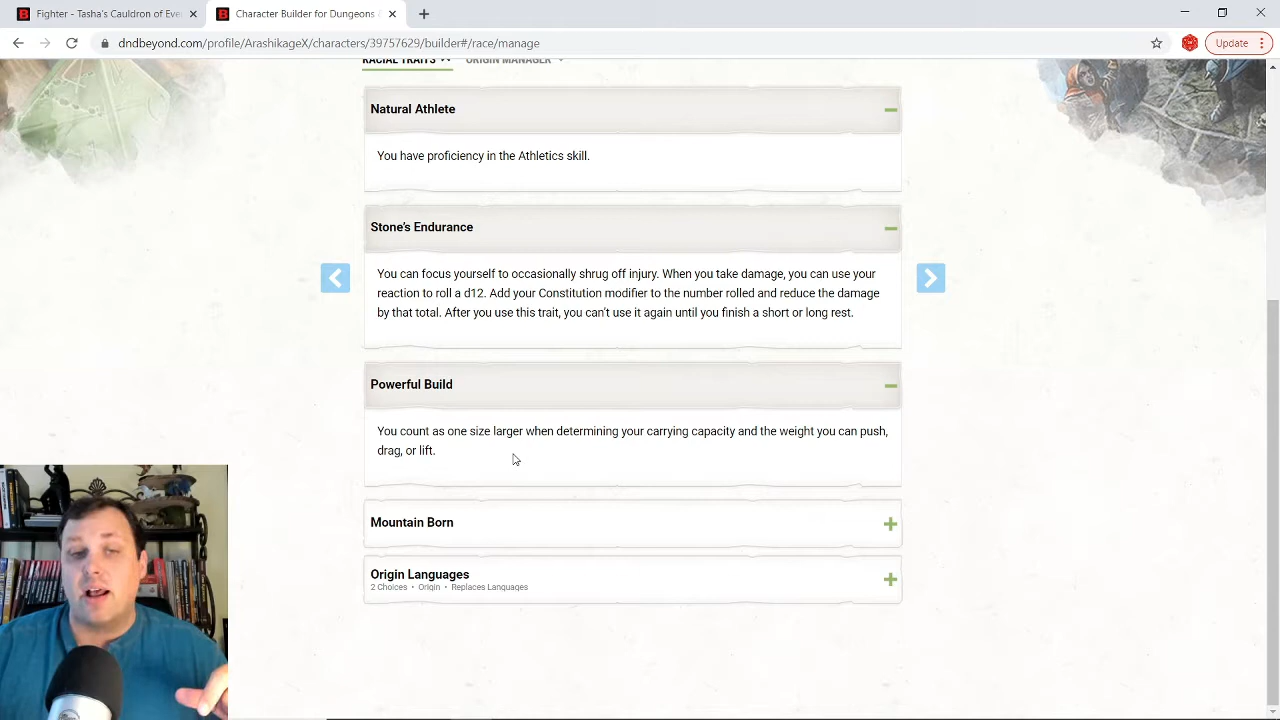 Fighter - Tasha's Cauldron of Eve
Character Builder for Dungeons
dndbeyond.com/profile/ArashikageX/characters/39757629/builder#/race/manage
Update
RACIAL TRAITS
ORIGIN MANAGER
Natural Athlete
You have proficiency in the Athletics skill.
Stone's Endurance
You can focus yourself to occasionally shrug off injury. When you take damage, you can use your
reaction to roll a d12. Add your Constitution modifier to the number rolled and reduce the damage
by that total. After you use this trait, you can't use it again until you finish a short or long rest.
Powerful Build
You count as one size larger when determining your carrying capacity and the weight you can push,
drag, or lift.
Mountain Born
Origin Languages
2 Choices • Origin • Replaces Languages